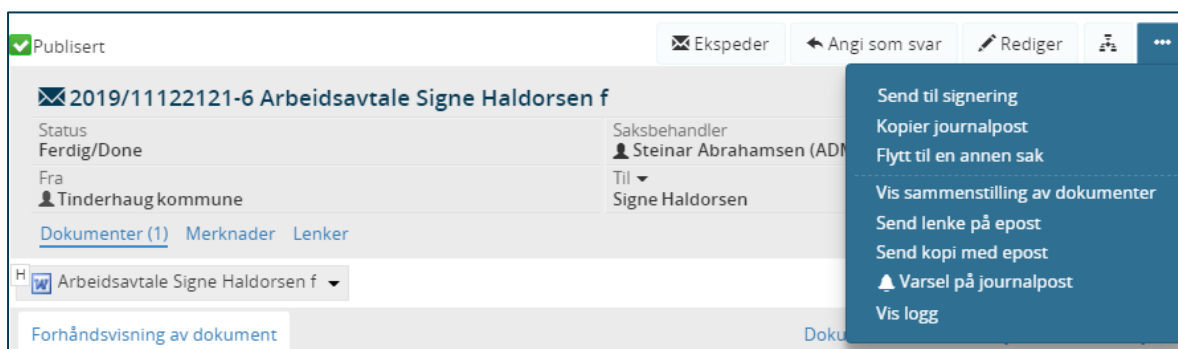 Publisert
Ekspeder
Angi som svar
Rediger
2019/11122121-6 Arbeidsavtale Signe Haldorsen f
Status
Ferdig/Done
Saksbehandler
Steinar Abrahamsen (ADM
Fra
Tinderhaug kommune
Til
Signe Haldorsen
Dokumenter (1) Merknader Lenker
H
W
Arbeidsavtale Signe Haldorsen f
Forhåndsvisning av dokument
Send til signering
Kopier journalpost
Flytt til en annen sak
Vis sammenstilling av dokumenter
Send lenke på epost
Send kopi med epost
Varsel på journalpost
Vis logg